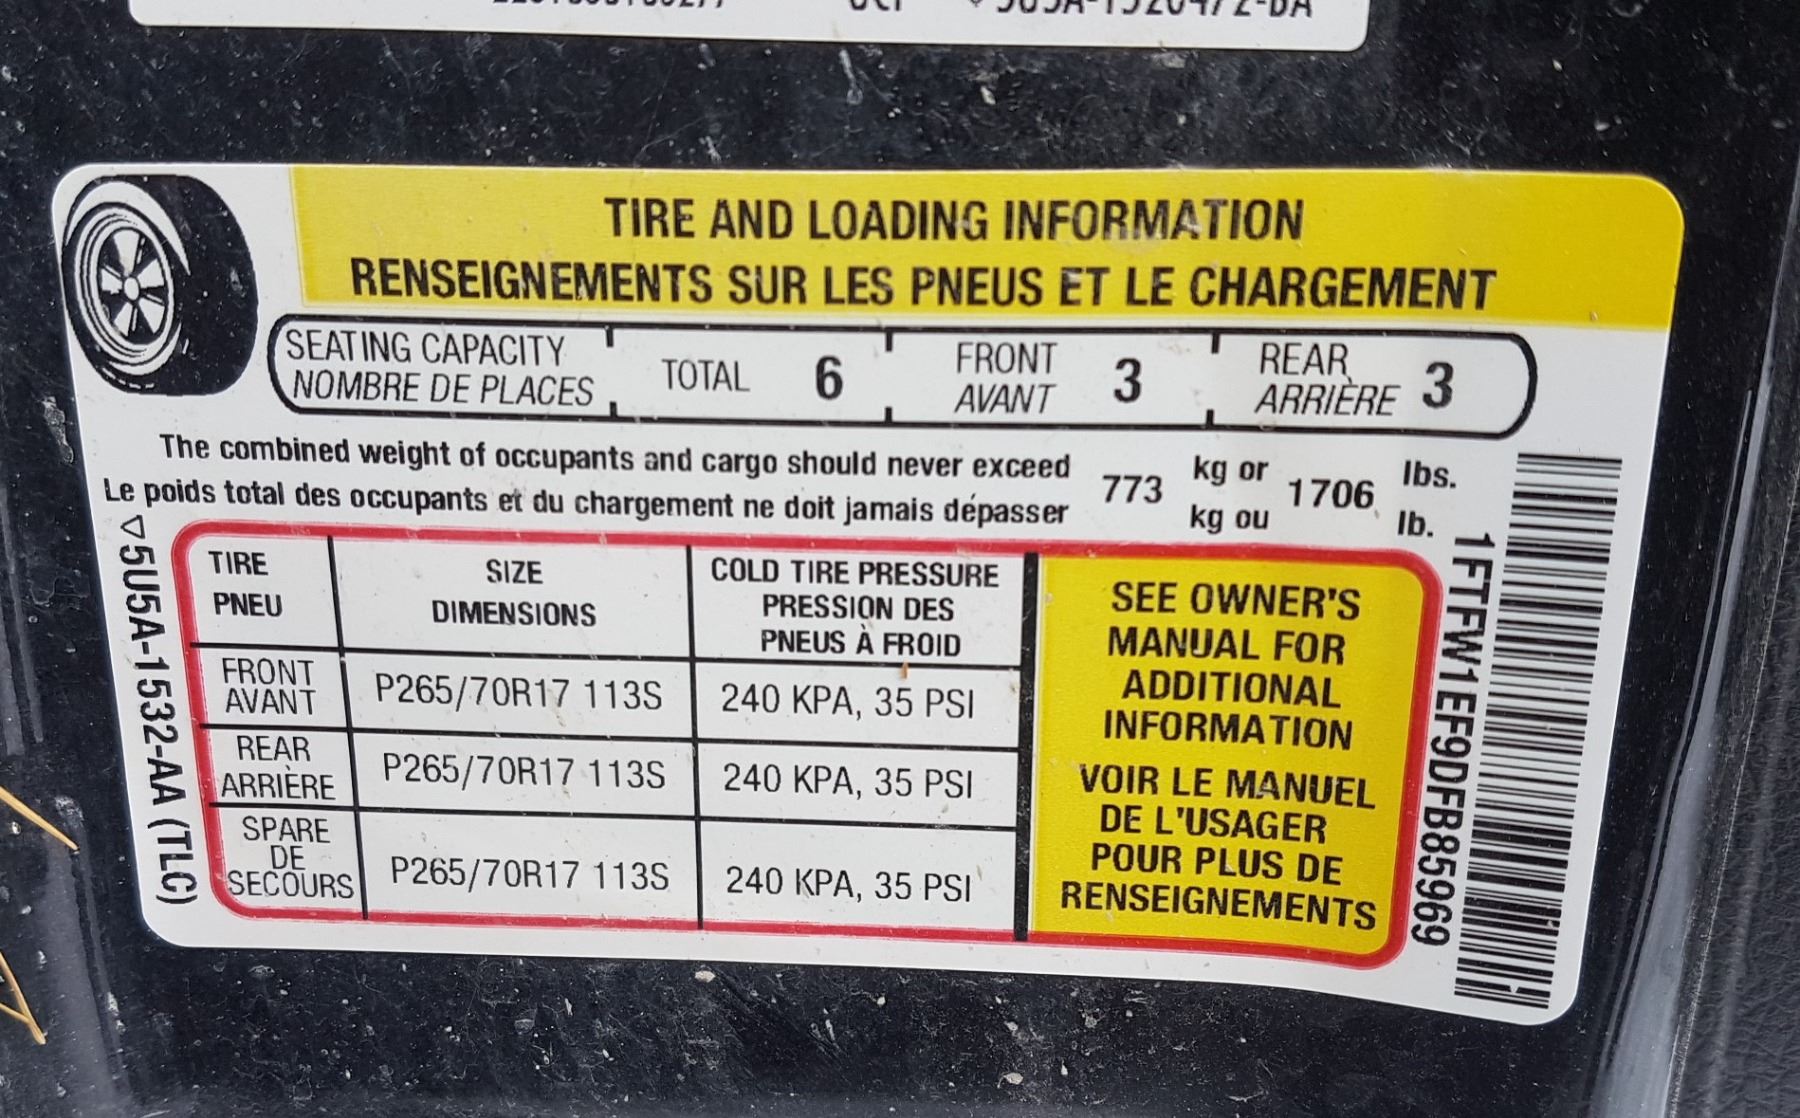 TIRE AND LOADING INFORMATION
RENSEIGNEMENTS SUR LES PNEUS ET LE CHARGEMENT
SEATING CAPACITY
NOMBRE DE PLACES
TOTAL 6
FRONT
AVANT
3
REAR
ARRIÈRE
3
The combined weight of occupants and cargo should never exceed
Le poids total des occupants et du chargement ne doit jamais dépasser
773
kg or
kg ou
1706
lbs.
lb.
TIRE
PNEU
SIZE
DIMENSIONS
COLD TIRE PRESSURE
PRESSION DES
PNEUS À FROID
FRONT
AVANT
P265/70R17 113S
240 KPA, 35 PSI
REAR
ARRIÈRE
P265/70R17 113S
240 KPA, 35 PSI
SPARE
DE
SECOURS
P265/70R17 113S
240 KPA, 35 PSI
SEE OWNER'S
MANUAL FOR
ADDITIONAL
INFORMATION
VOIR LE MANUEL
DE L'USAGER
POUR PLUS DE
RENSEIGNEMENTS
▽5U5A-1532-AA (TLC)
1FTFW1EF9DFB85969